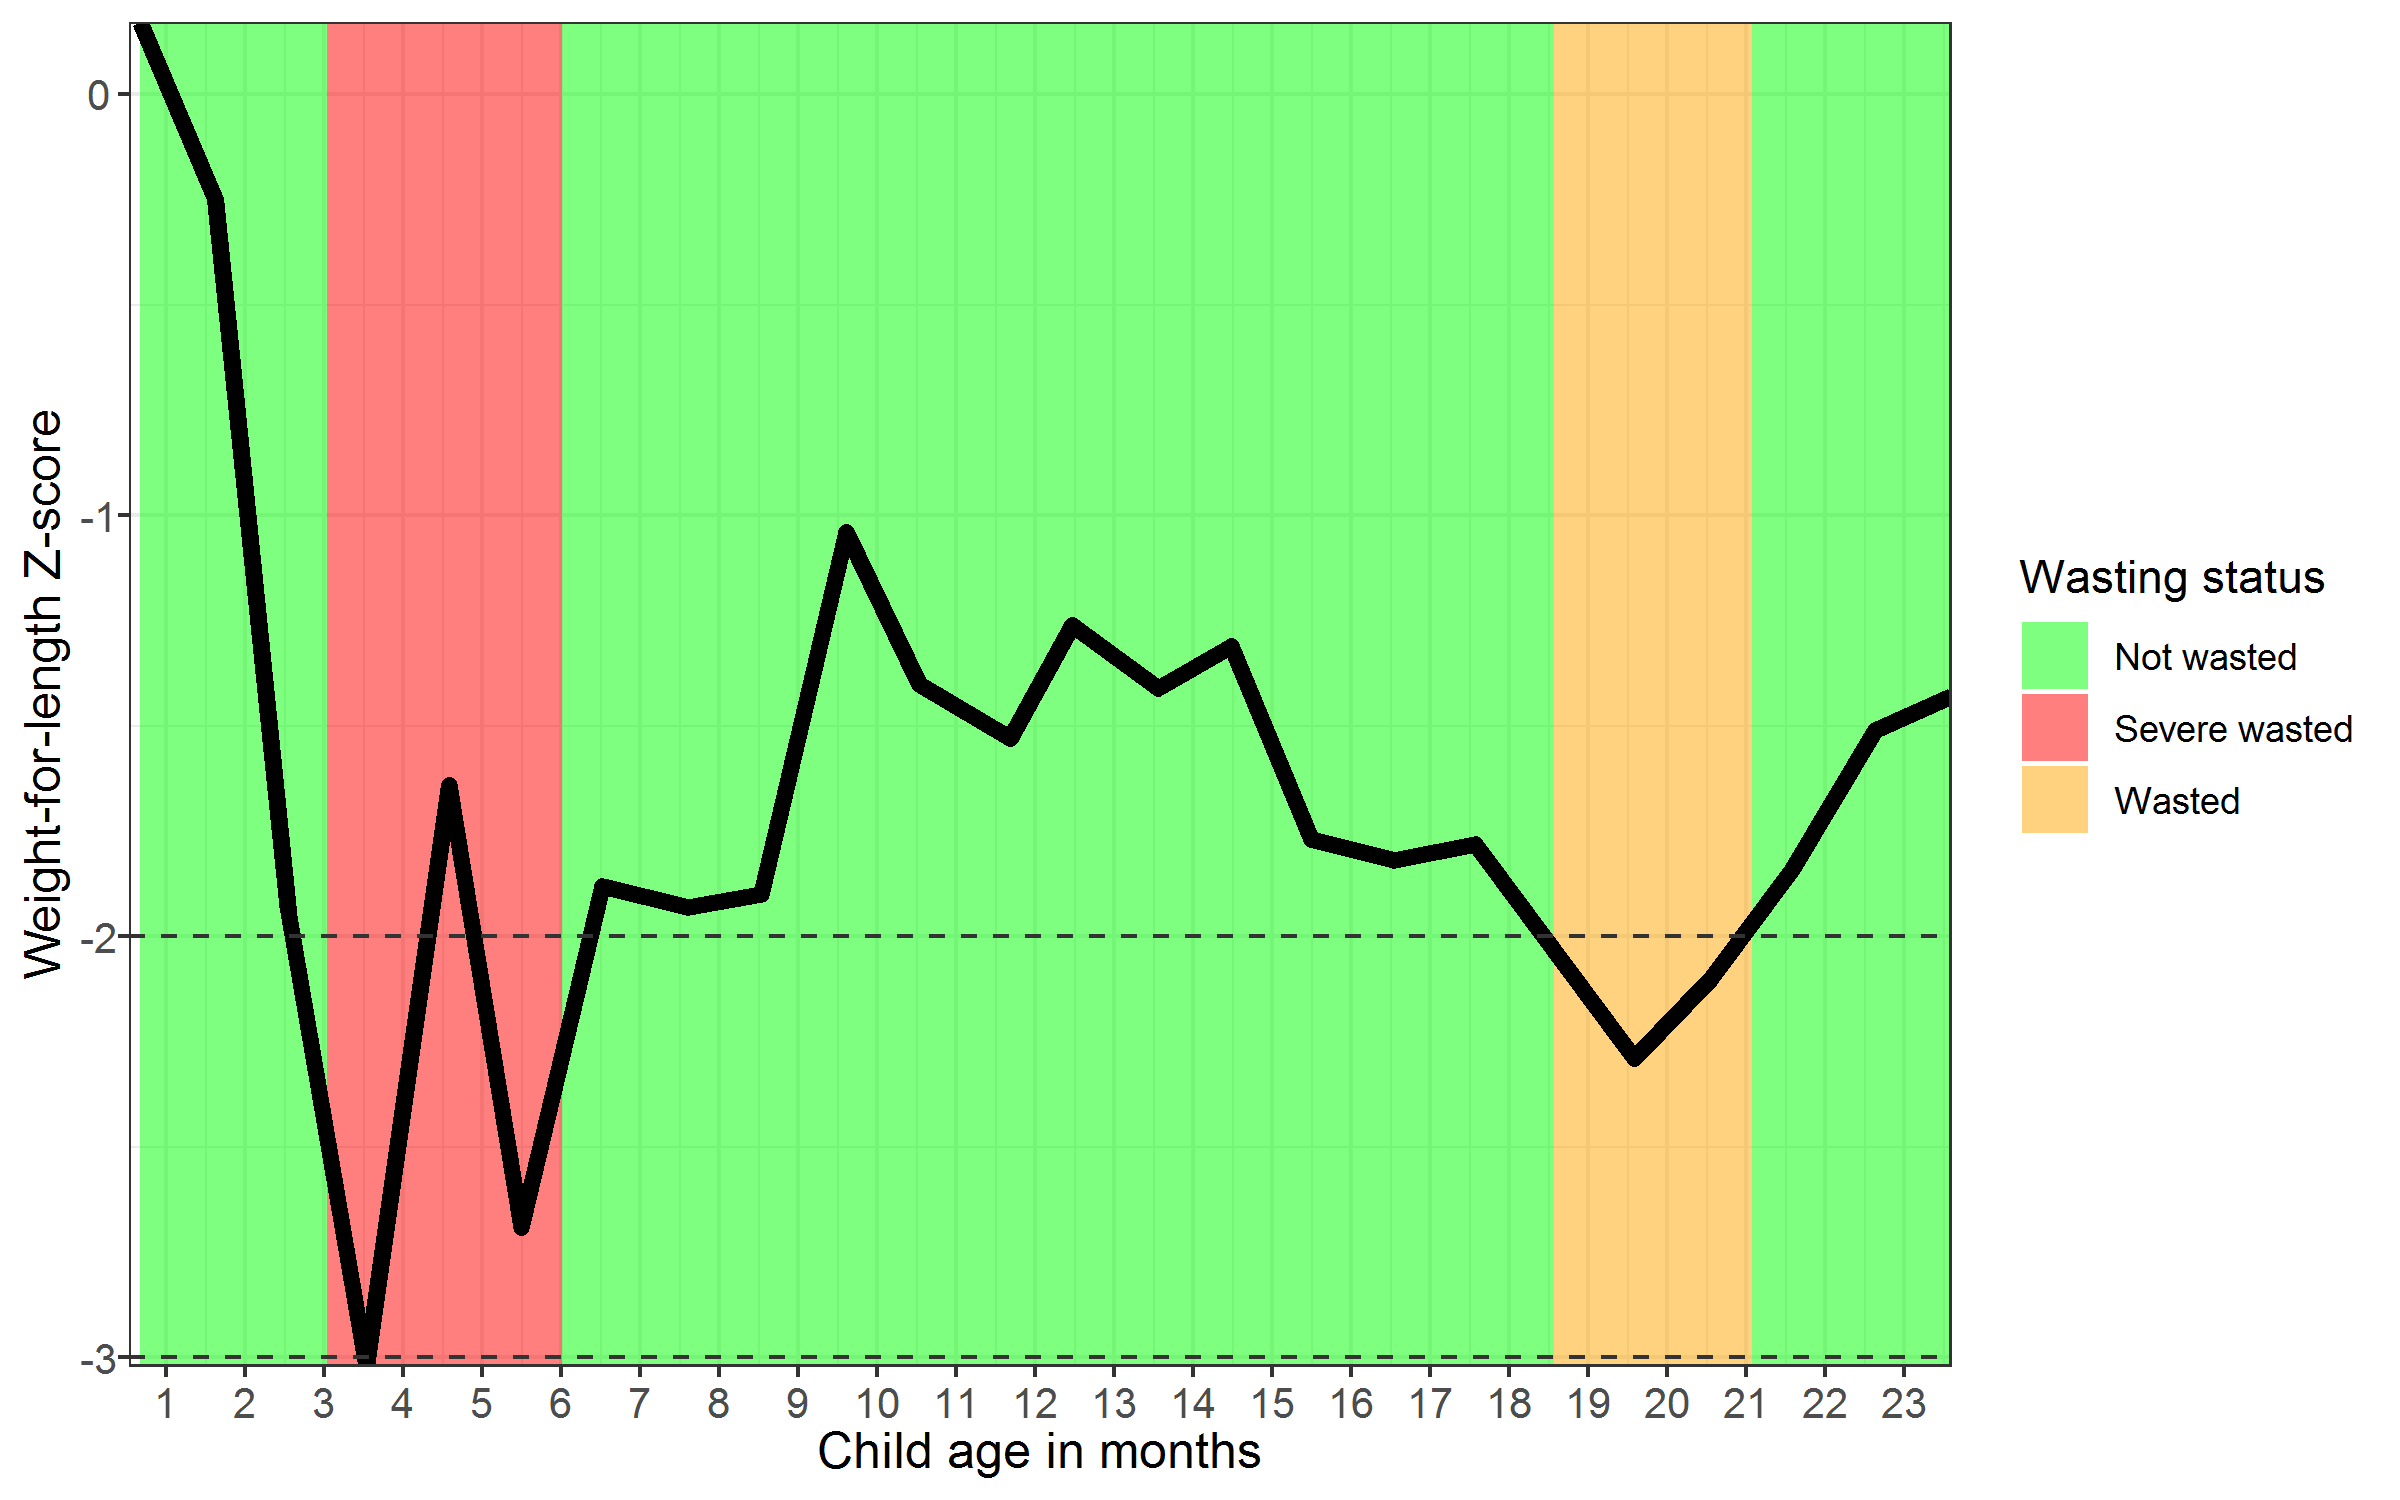 0
-1
-2
-3
Weight-for-length Z-score
1 2 3 4 5 6 7 8 9 10 11 12 13 14 15 16 17 18 19 20 21 22 23
Child age in months
Wasting status
Not wasted
Severe wasted
Wasted